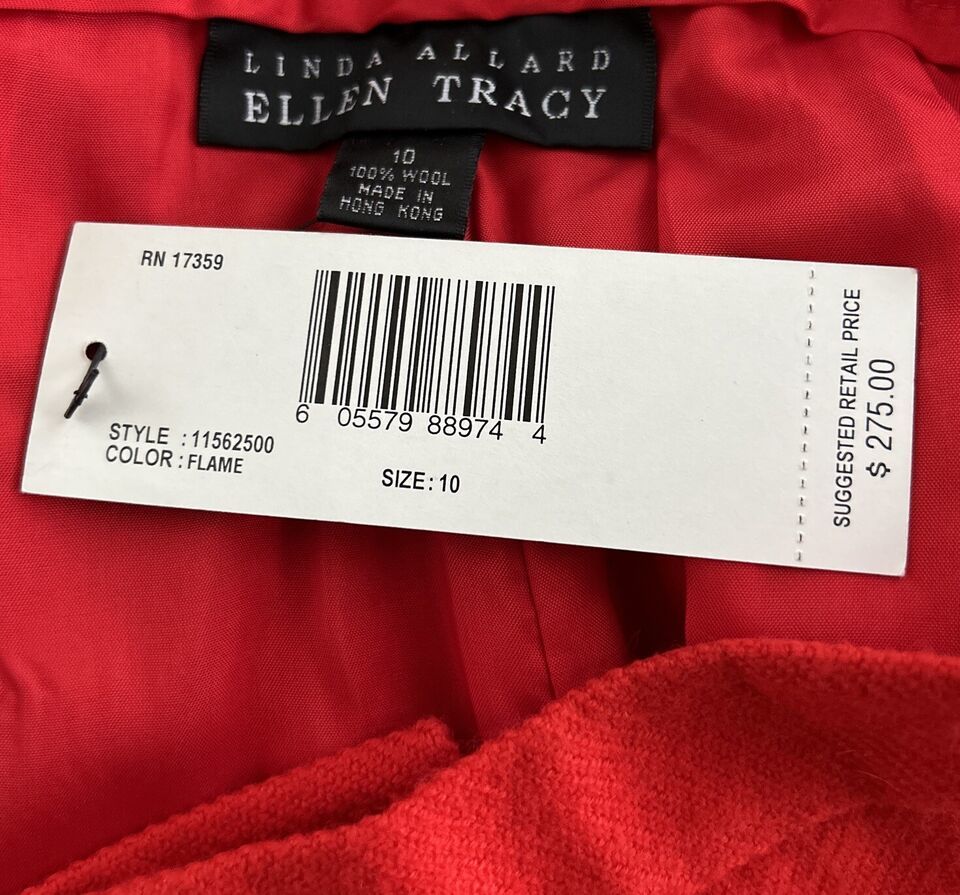 LINDA ALLARD
ELLEN TRACY
10
100% WOOL
MADE IN
HONG KONG
RN 17359
6 05579 88974 4
STYLE : 11562500
COLOR : FLAME
SIZE: 10
SUGGESTED RETAIL PRICE
$ 275.00